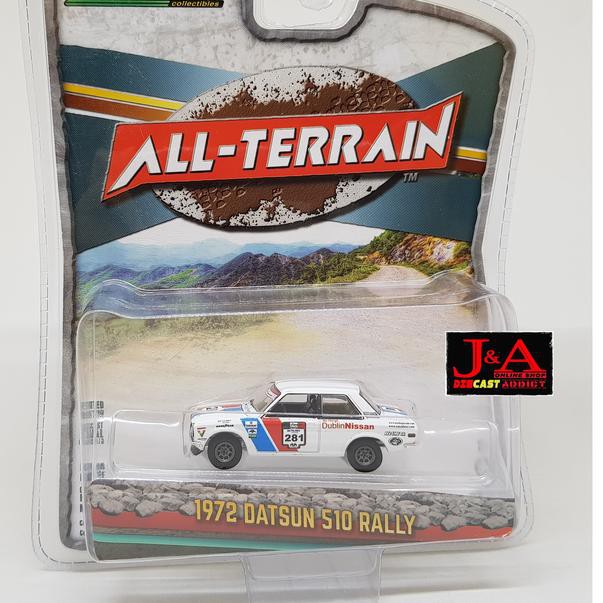 collectibles
ALL-TERRAIN
TM
J&A
ONLINE SHOP
DIECAST ADDICT
DublinNissan
281
1972 DATSUN 510 RALLY